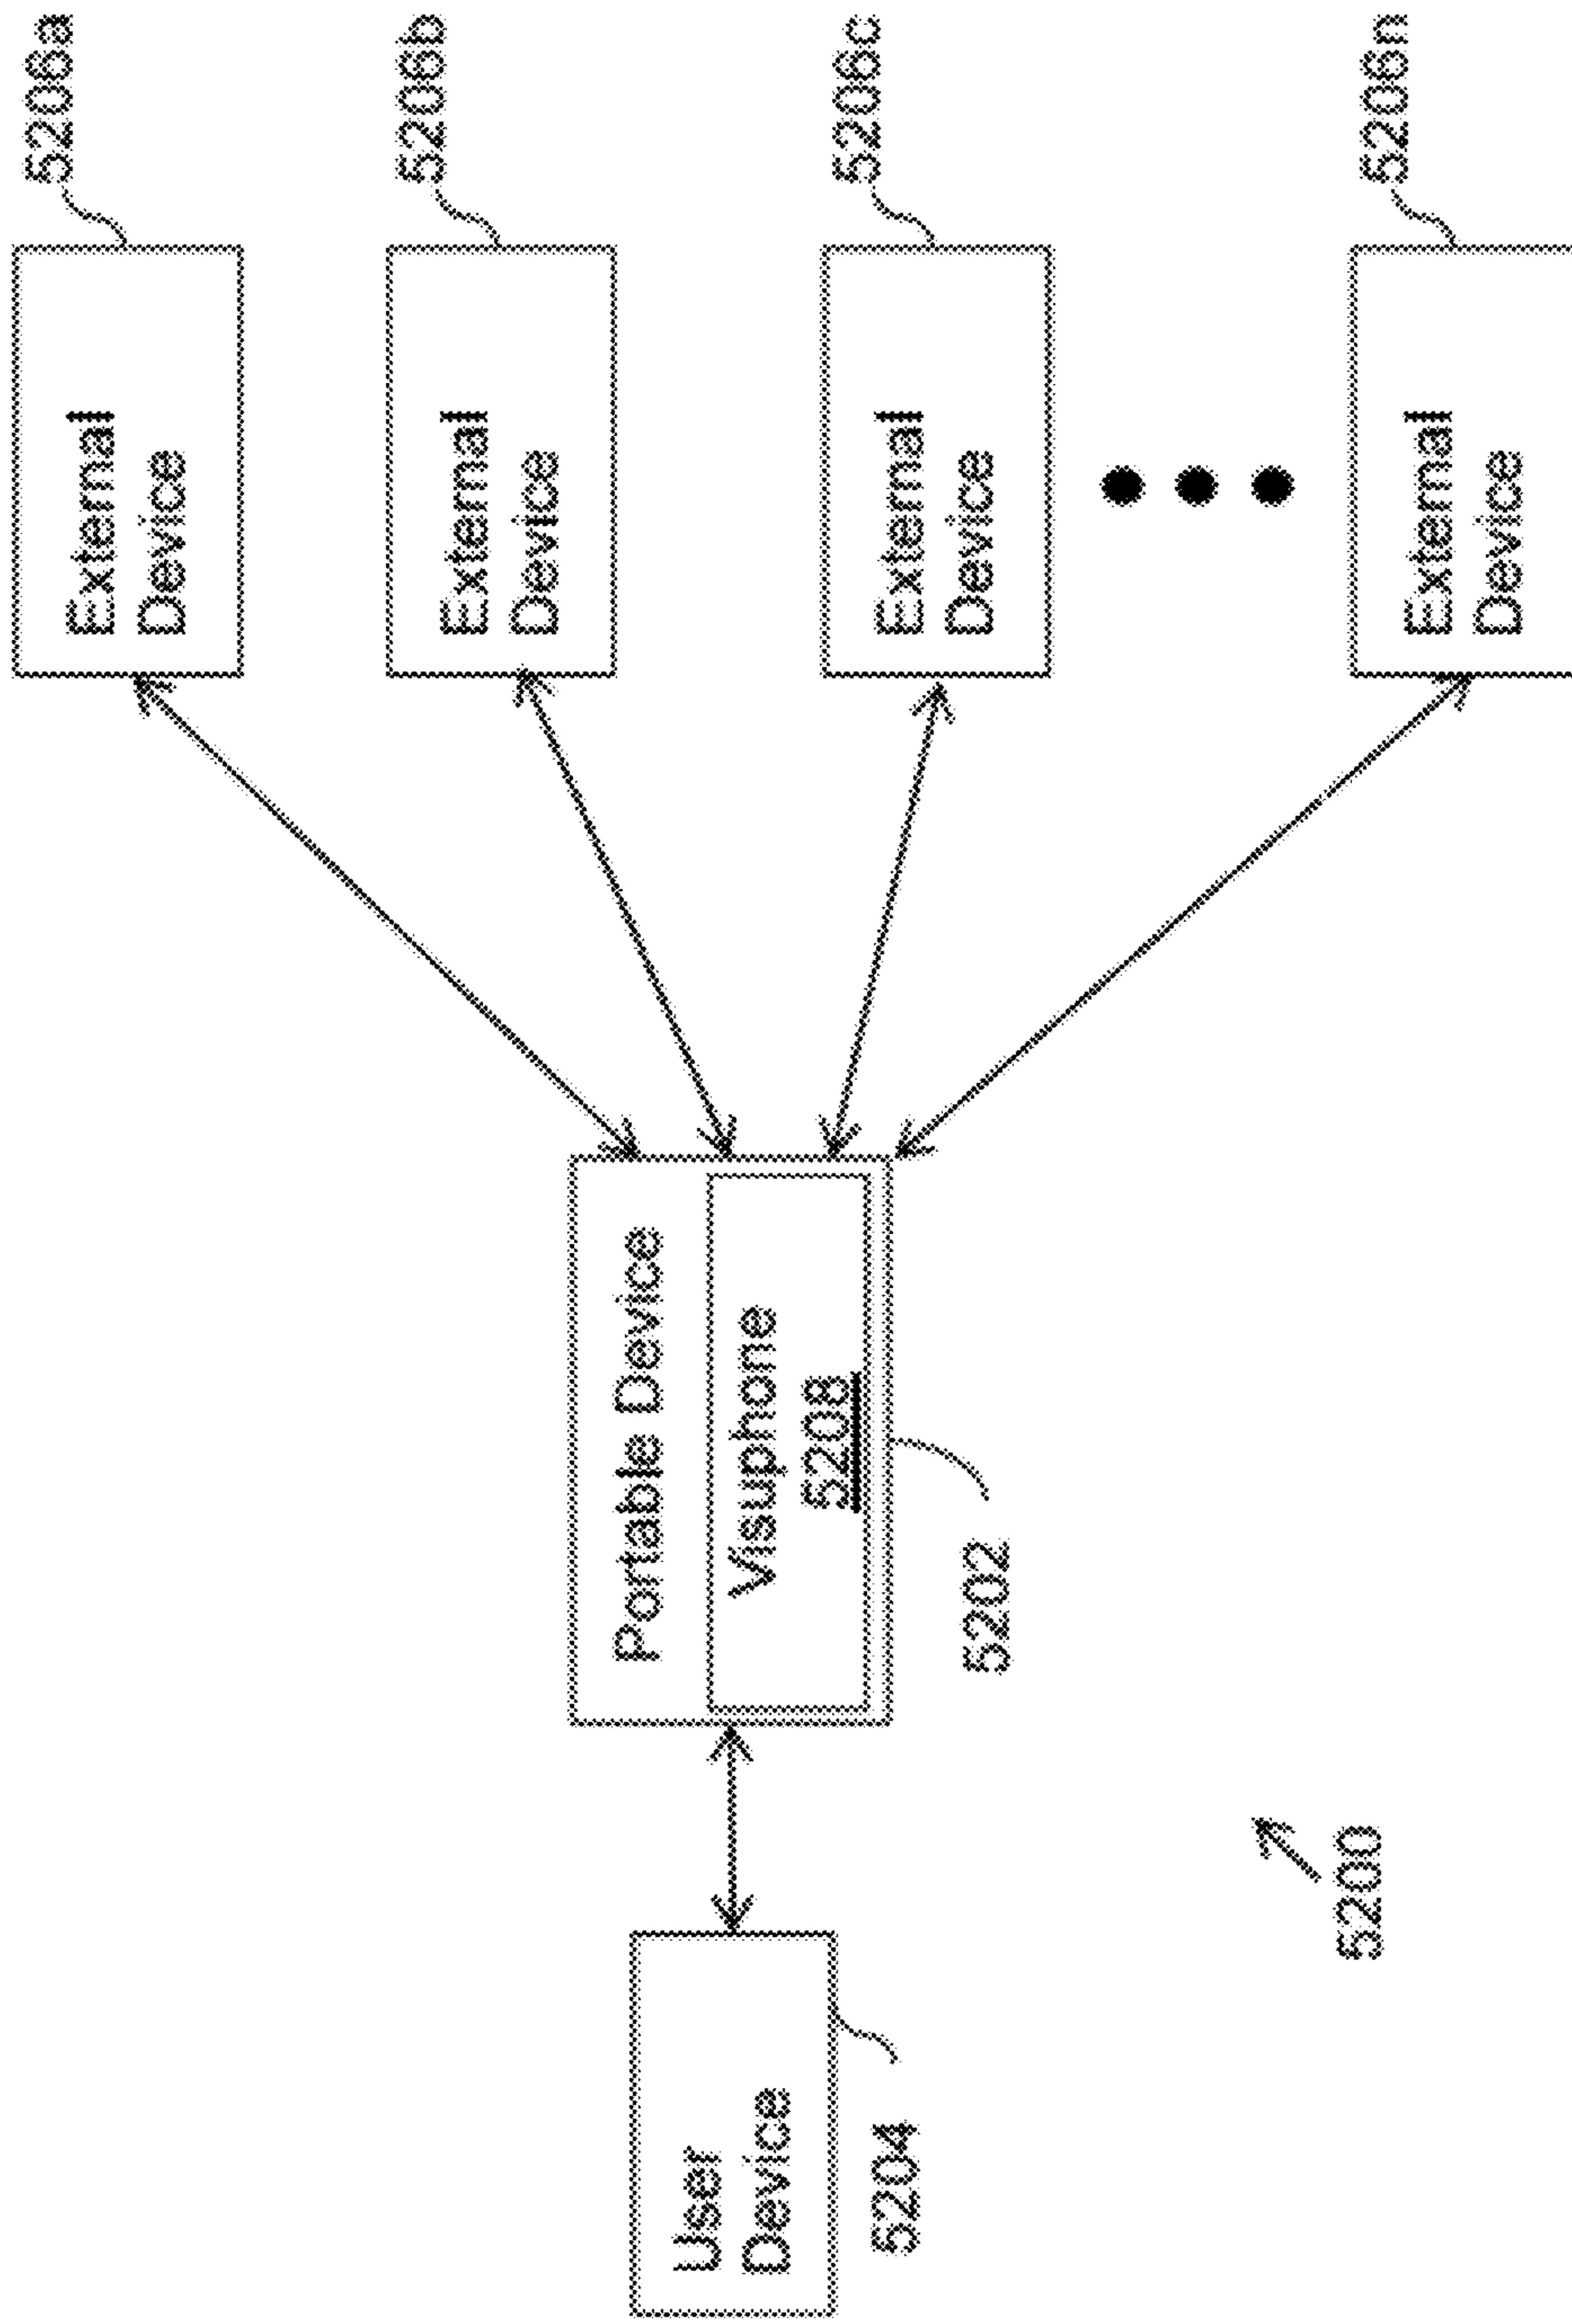 5206a
External
Device
5206b
External
Device
5206c
External
Device
5206n
External
Device
Portable Device
Visuphone
5208
5202
User
Device
5204
5200